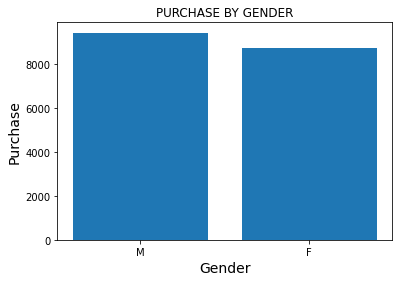 PURCHASE BY GENDER
Purchase
8000
6000
4000
2000
0
M F
Gender